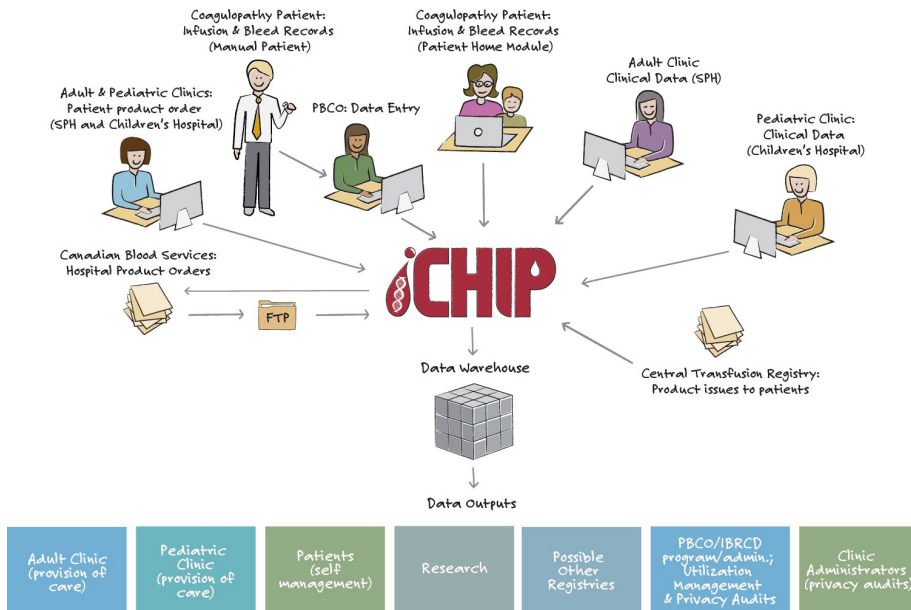 Coagulopathy Patient:
Infusion & Bleed Records
(Manual Patient)
Coagulopathy Patient:
Infusion & Bleed Records
(Patient Home Module)
Adult Clinic
Clinical Data (SPH)
Adult & Pediatric Clinics:
Patient product order
(SPH and Children's Hospital)
PBCO: Data Entry
Pediatric Clinic:
Clinical Data
(Children's Hospital)
Canadian Blood Services:
Hospital Product Orders
FTP
iCHIP
Data Warehouse
Central Transfusion Registry:
Product issues to patients
Data Outputs
Adult Clinic
(provision of
care)
Pediatric
Clinic
(provision of
care)
Patients
(self
management)
Research
Possible
Other
Registries
PBCO/IBRCD
program/admin.;
Utilization
Management
& Privacy Audits
Clinic
Administrators
(privacy audits)